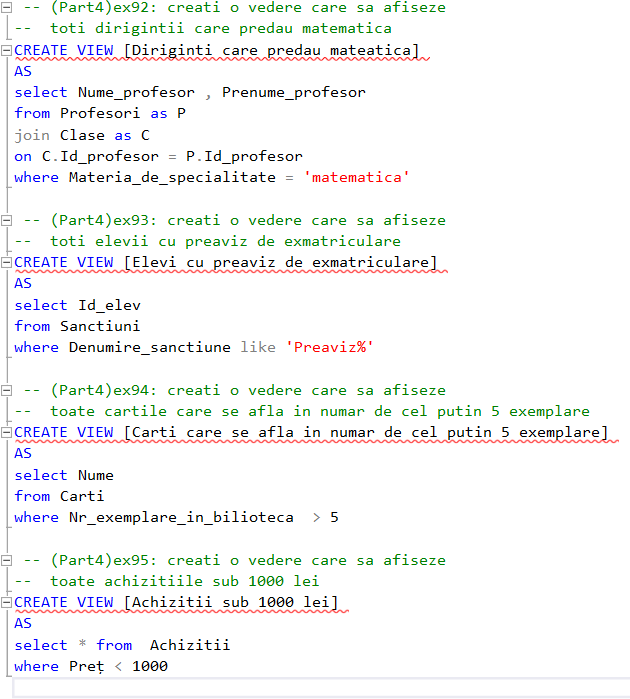 -- (Part4)ex92: creati o vedere care sa afiseze
-- toti dirigintii care predau matematica
CREATE VIEW [Diriginti care predau mateatica]
AS
select Nume_profesor , Prenume_profesor
from Profesori as P
join Clase as C
on C.Id_profesor = P.Id_profesor
where Materia_de_specialitate = 'matematica'
-- (Part4)ex93: creati o vedere care sa afiseze
-- toti elevii cu preaviz de exmatriculare
CREATE VIEW [Elevi cu preaviz de exmatriculare]
AS
select Id_elev
from Sanctiuni
where Denumire_sanctiune like 'Preaviz%'
-- (Part4)ex94: creati o vedere care sa afiseze
-- toate cartile care se afla in numar de cel putin 5 exemplare
CREATE VIEW [Carti care se afla in numar de cel putin 5 exemplare]
AS
select Nume
from Carti
where Nr_exemplare_in_bilioteca > 5
-- (Part4)ex95: creati o vedere care sa afiseze
-- toate achizitiile sub 1000 lei
CREATE VIEW [Achizitii sub 1000 lei]
AS
select * from Achizitii
where Preț < 1000